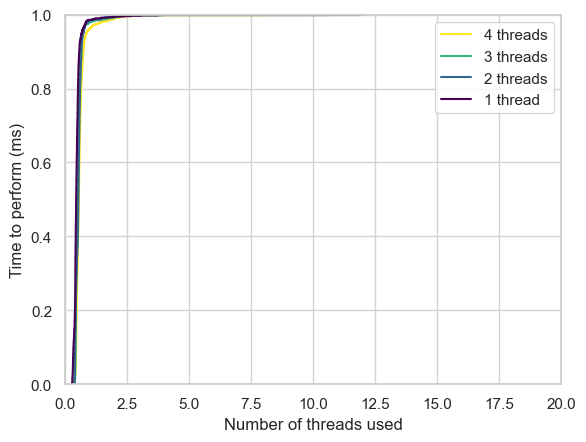 1.0
0.8
0.6
0.4
0.2
0.0
Time to perform (ms)
4 threads
3 threads
2 threads
1 thread
0.0 2.5 5.0 7.5 10.0 12.5 15.0 17.5 20.0
Number of threads used